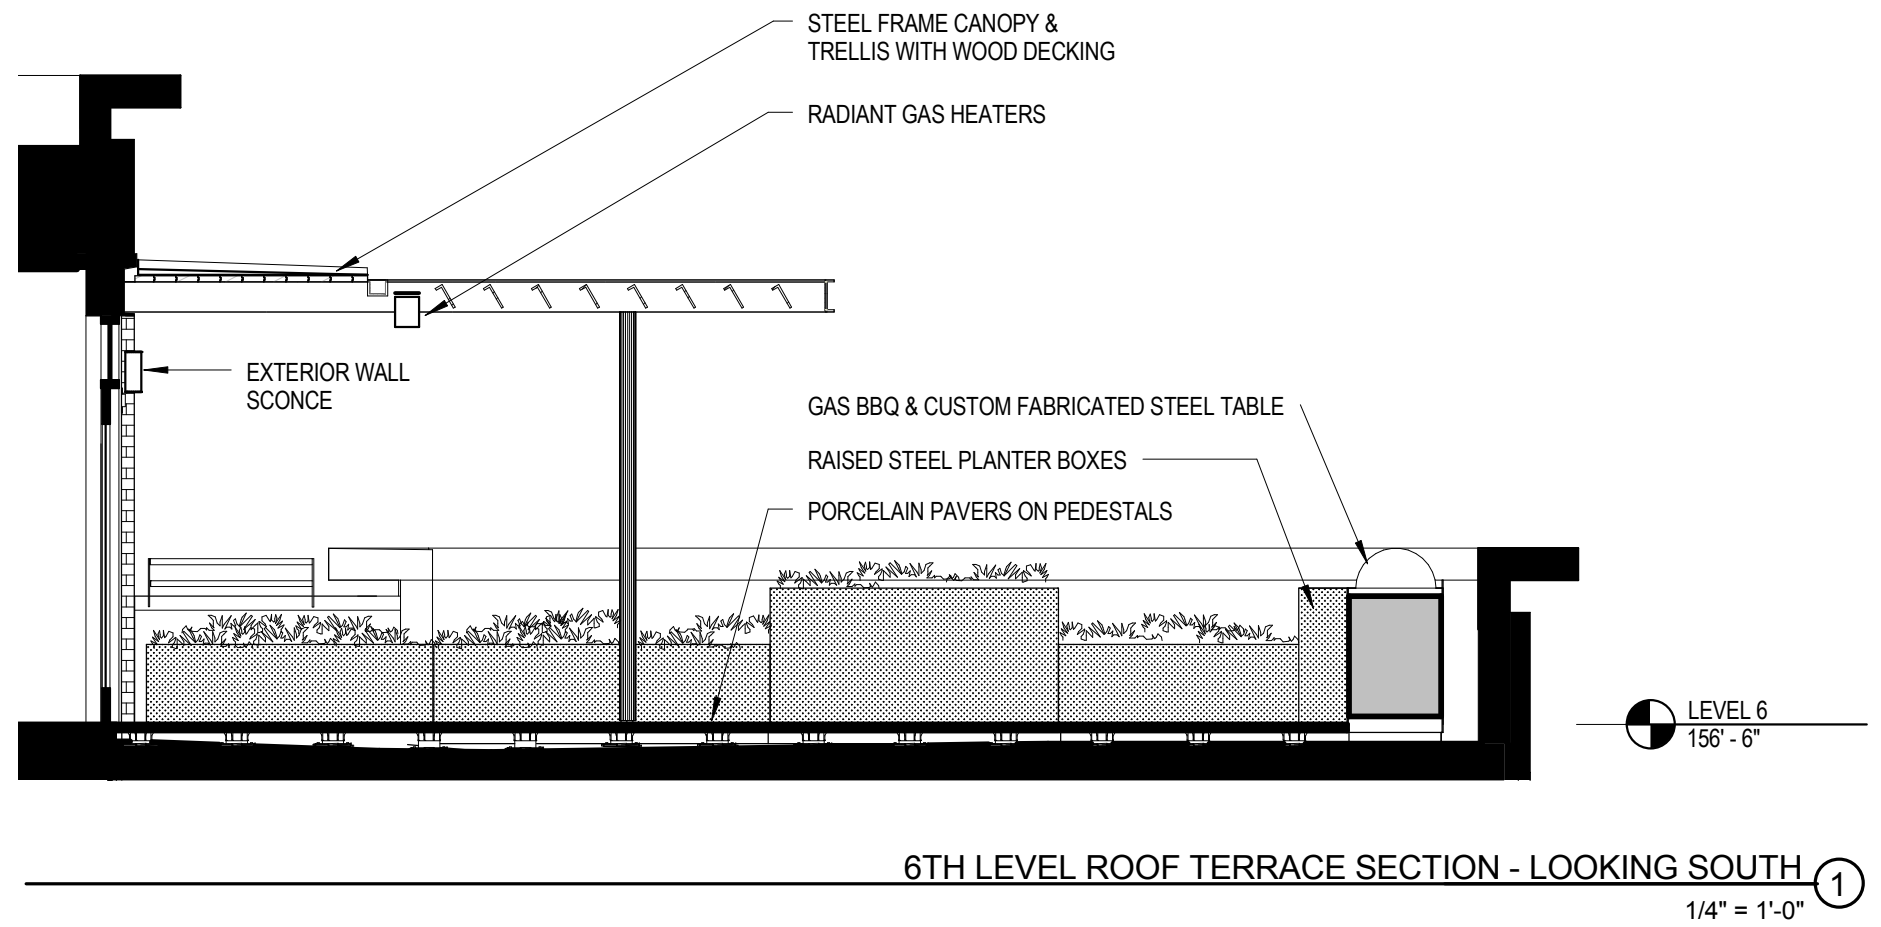 STEEL FRAME CANOPY &
TRELLIS WITH WOOD DECKING
RADIANT GAS HEATERS
EXTERIOR WALL
SCONCE
GAS BBQ & CUSTOM FABRICATED STEEL TABLE
RAISED STEEL PLANTER BOXES
PORCELAIN PAVERS ON PEDESTALS
LEVEL 6
156' - 6"
6TH LEVEL ROOF TERRACE SECTION - LOOKING SOUTH
1
1/4" = 1'-0"